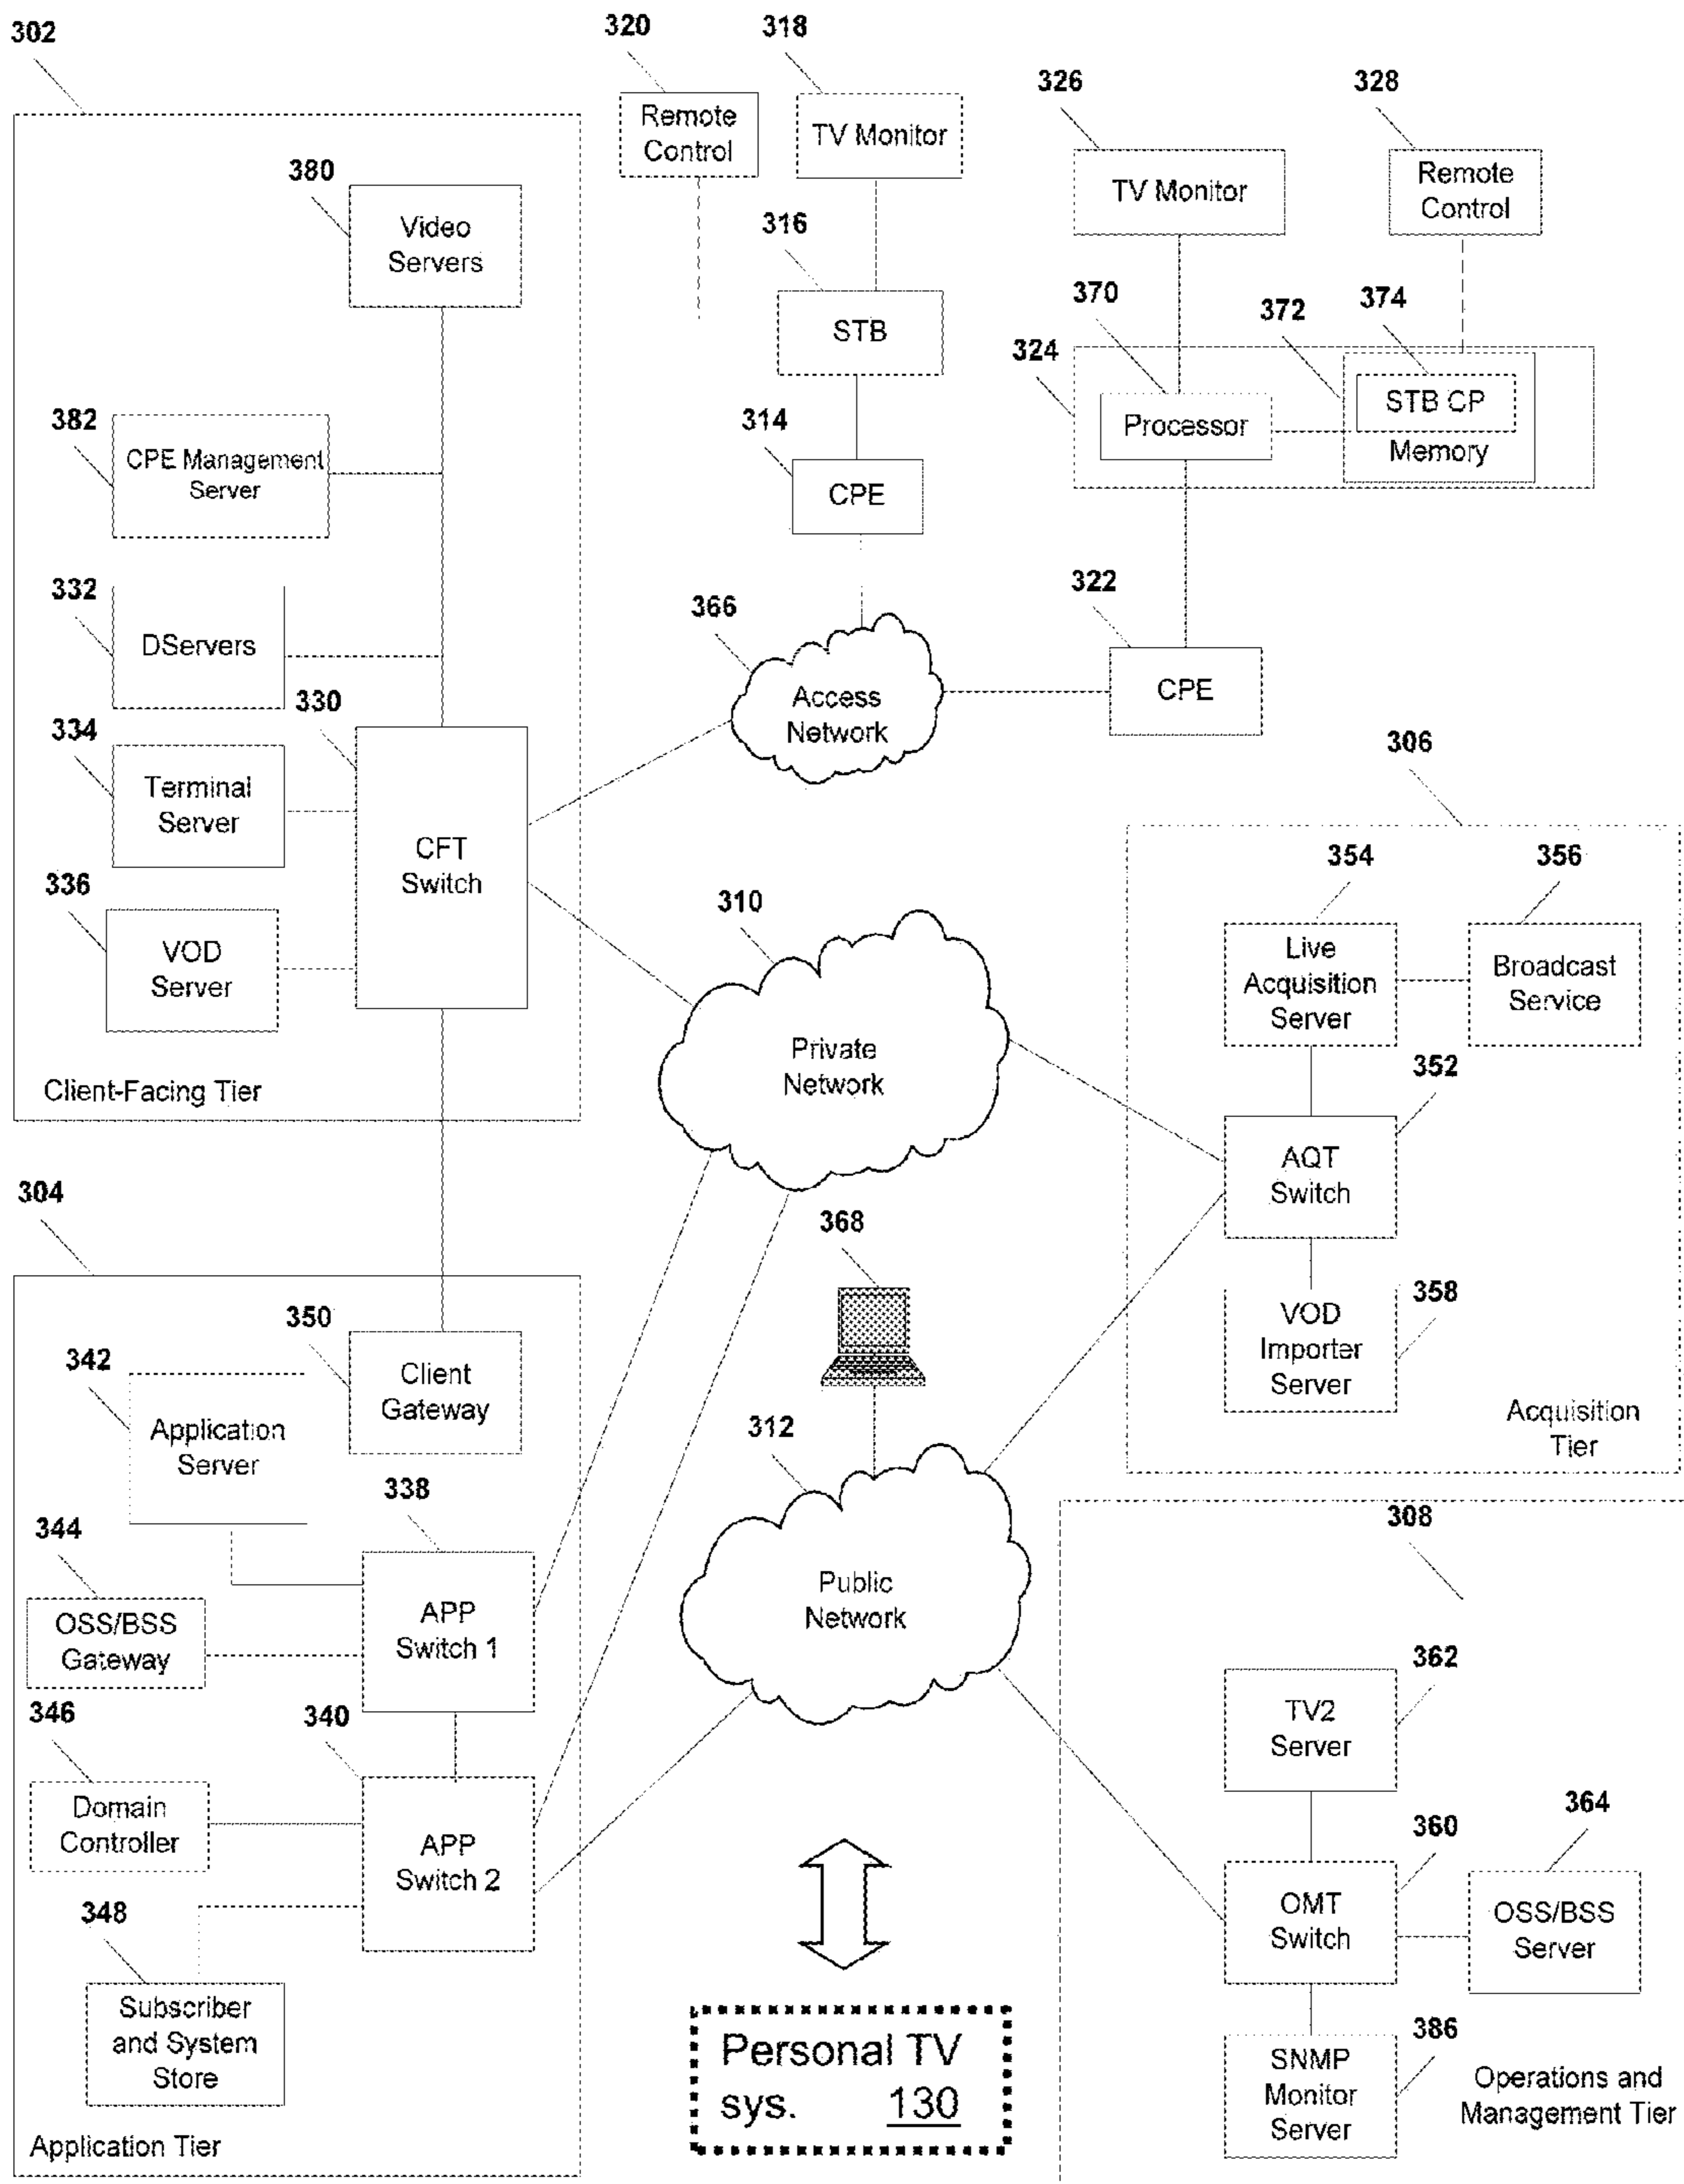 302
380
Video
Servers
382
CPE Management
Server
332
DServers
330
334
Terminal
Server
CFT
Switch
336
VOD
Server
Client-Facing Tier
320
Remote
Control
318
TV Monitor
316
STB
314
CPE
326
TV Monitor
328
Remote
Control
370
372
374
324
Processor
STB CP
Memory
322
CPE
366
Access
Network
310
Private
Network
306
354
Live
Acquisition
Server
356
Broadcast
Service
352
AQT
Switch
358
VOD
Importer
Server
Acquisition
Tier
304
350
Client
Gateway
342
Application
Server
338
APP
Switch 1
344
OSS/BSS
Gateway
346
Domain
Controller
340
APP
Switch 2
348
Subscriber
and System
Store
Application Tier
368
312
Public
Network
Personal TV
sys. 130
308
362
TV2
Server
360
OMT
Switch
364
OSS/BSS
Server
386
SNMP
Monitor
Server
Operations and
Management Tier